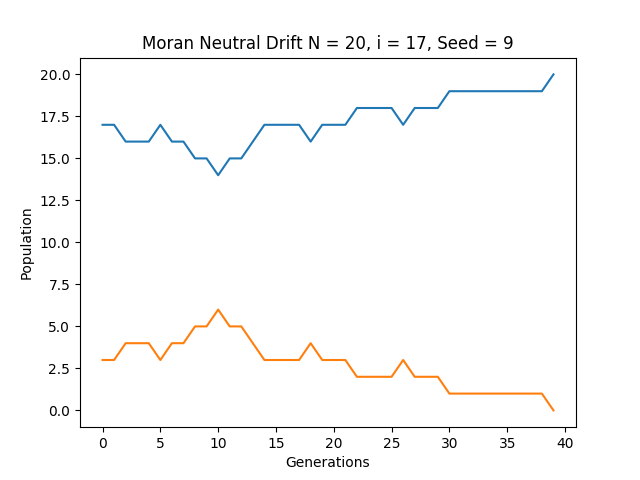 Moran Neutral Drift N = 20, i = 17, Seed = 9
20.0
17.5
15.0
12.5
10.0
7.5
5.0
2.5
0.0
Population
0 5 10 15 20 25 30 35 40
Generations